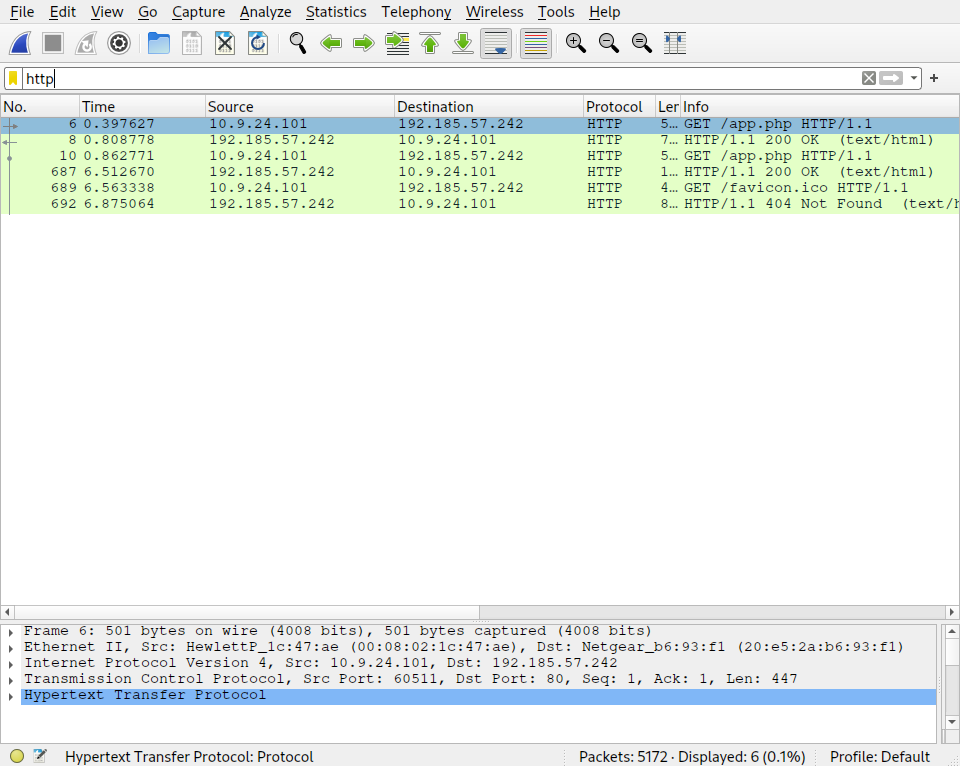 File Edit View Go Capture Analyze Statistics Telephony Wireless Tools Help
http
No. Time Source Destination Protocol Ler Info
6 0.397627 10.9.24.101 192.185.57.242 HTTP 5… GET /app.php HTTP/1.1
8 0.808778 192.185.57.242 10.9.24.101 HTTP 7… HTTP/1.1 200 OK (text/html)
10 0.862771 10.9.24.101 192.185.57.242 HTTP 5… GET /app.php HTTP/1.1
687 6.512670 192.185.57.242 10.9.24.101 HTTP 1… HTTP/1.1 200 OK (text/html)
689 6.563338 10.9.24.101 192.185.57.242 HTTP 4… GET /favicon.ico HTTP/1.1
692 6.875064 192.185.57.242 10.9.24.101 HTTP 8… HTTP/1.1 404 Not Found (text/h
Frame 6: 501 bytes on wire (4008 bits), 501 bytes captured (4008 bits)
Ethernet II, Src: HewlettP_1c:47:ae (00:08:02:1c:47:ae), Dst: Netgear_b6:93:f1 (20:e5:2a:b6:93:f1)
Internet Protocol Version 4, Src: 10.9.24.101, Dst: 192.185.57.242
Transmission Control Protocol, Src Port: 60511, Dst Port: 80, Seq: 1, Ack: 1, Len: 447
Hypertext Transfer Protocol
Hypertext Transfer Protocol: Protocol Packets: 5172 · Displayed: 6 (0.1%) Profile: Default